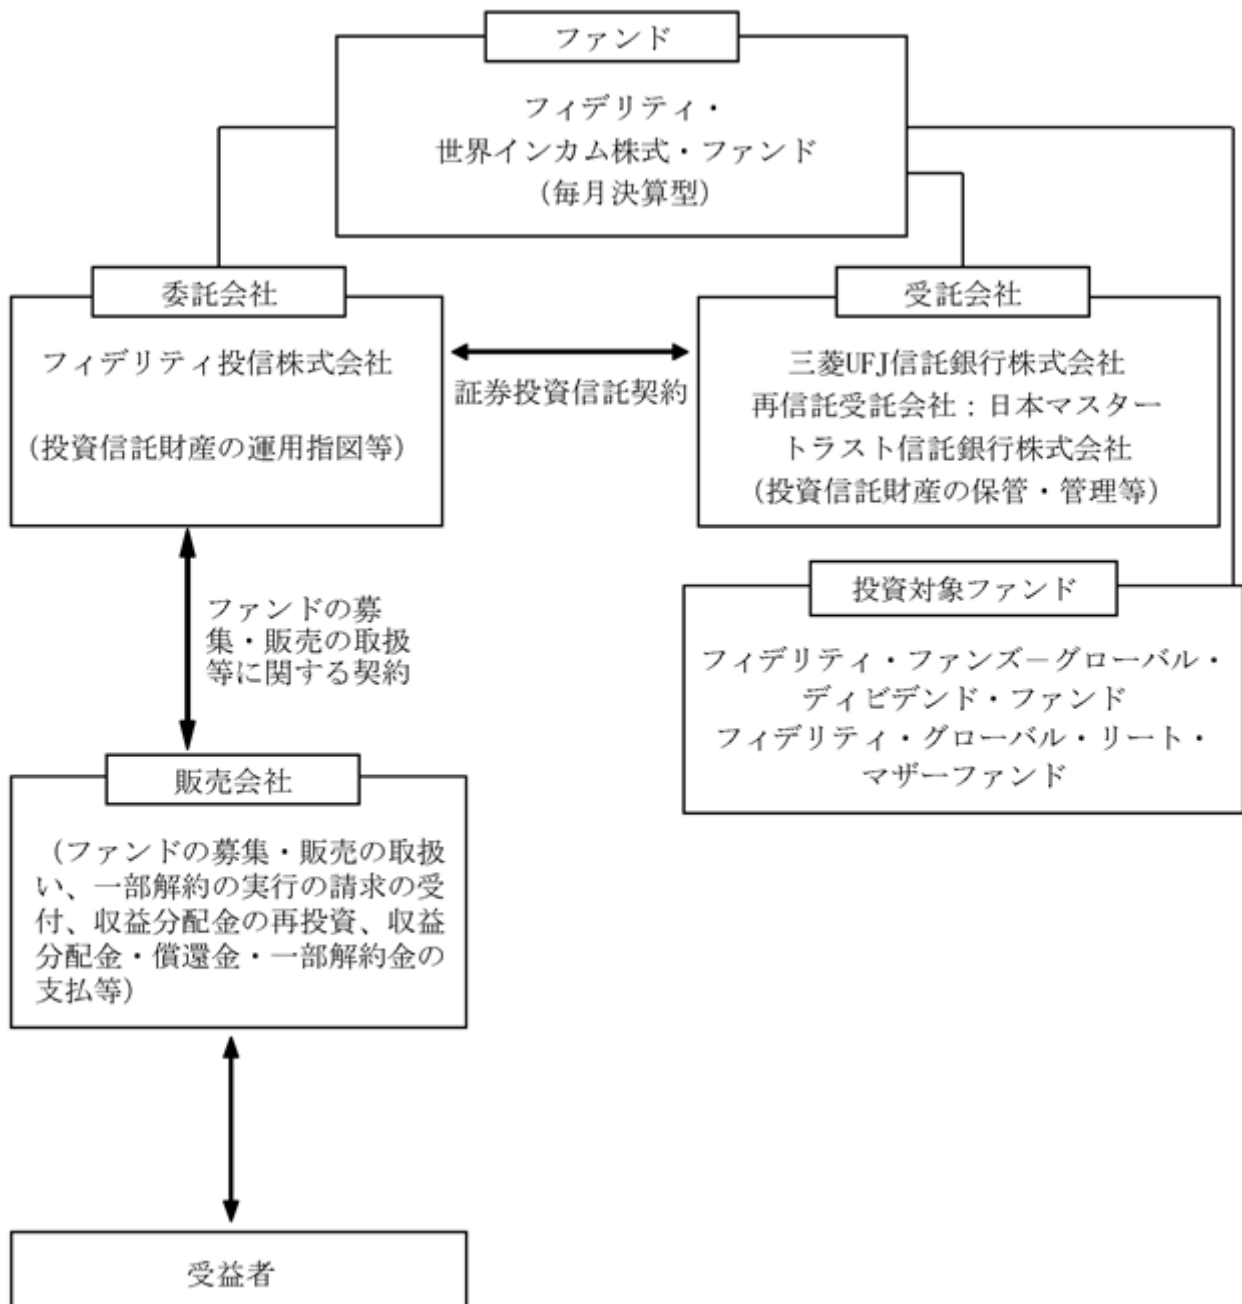 ファンド
フィデリティ・
世界インカム株式・ファンド
（毎月決算型）
委託会社
フィデリティ投信株式会社
（投資信託財産の運用指図等）
証券投資信託契約
受託会社
三菱UFJ信託銀行株式会社
再信託受託会社：日本マスター
トラスト信託銀行株式会社
（投資信託財産の保管・管理等）
投資対象ファンド
フィデリティ・ファンズ－グローバル・
ディビデンド・ファンド
フィデリティ・グローバル・リート・
マザーファンド
ファンドの募
集・販売の取扱
等に関する契約
販売会社
（ファンドの募集・販売の取扱
い、一部解約の実行の請求の受
付、収益分配金の再投資、収益
分配金・償還金・一部解約金の
支払等）
受益者